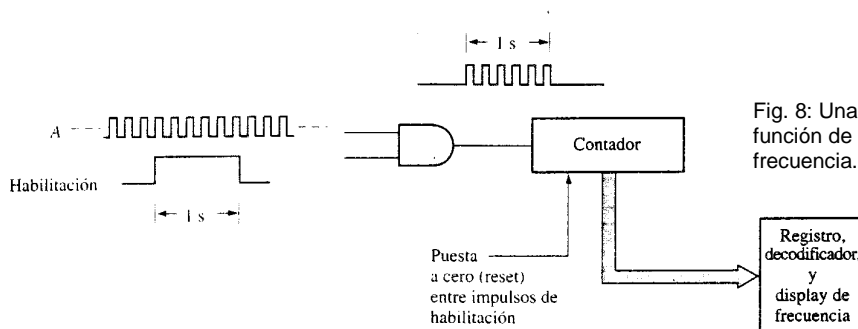 1 s
A
Habilitación
1 s
Contador
Fig. 8: Una
función de
frecuencia.
Puesta
a cero (reset)
entre impulsos de
habilitación
Registro,
decodificador,
y
display de
frecuencia